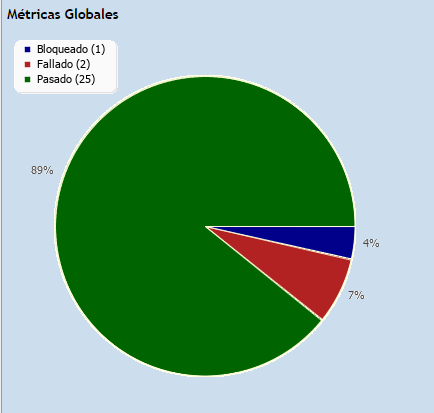 Métricas Globales
Bloqueado (1)
Fallado (2)
Pasado (25)
89%
4%
7%